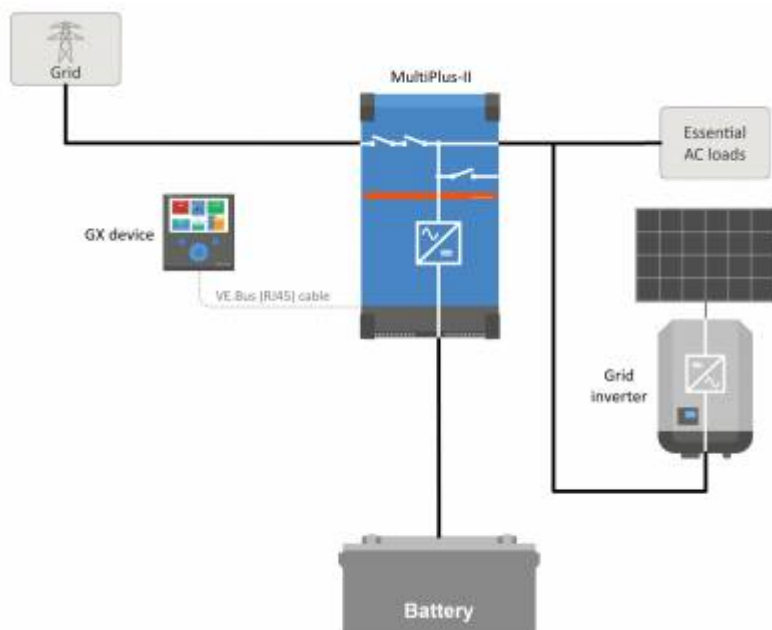 Grid
MultiPlus-II
Essential
AC loads
GX device
VE.Bus (RJ45) cable
Grid
inverter
Battery